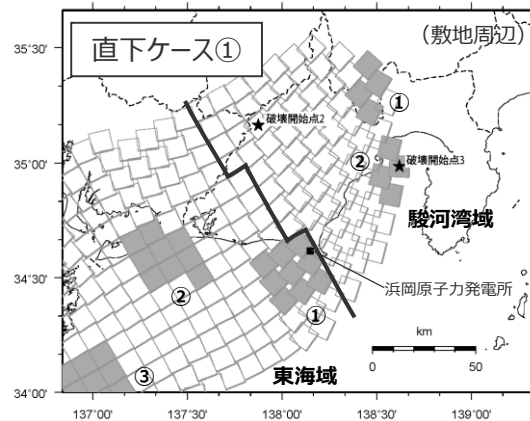 直下ケース①
(敷地周辺)
35°30'
①
★破壊開始点2
35°00'
②
★破壊開始点3
駿河湾域
34°30'
浜岡原子力発電所
②
①
km
0
50
③
東海域
34°00'
137°00'
137°30'
138°00'
138°30'
139°00'